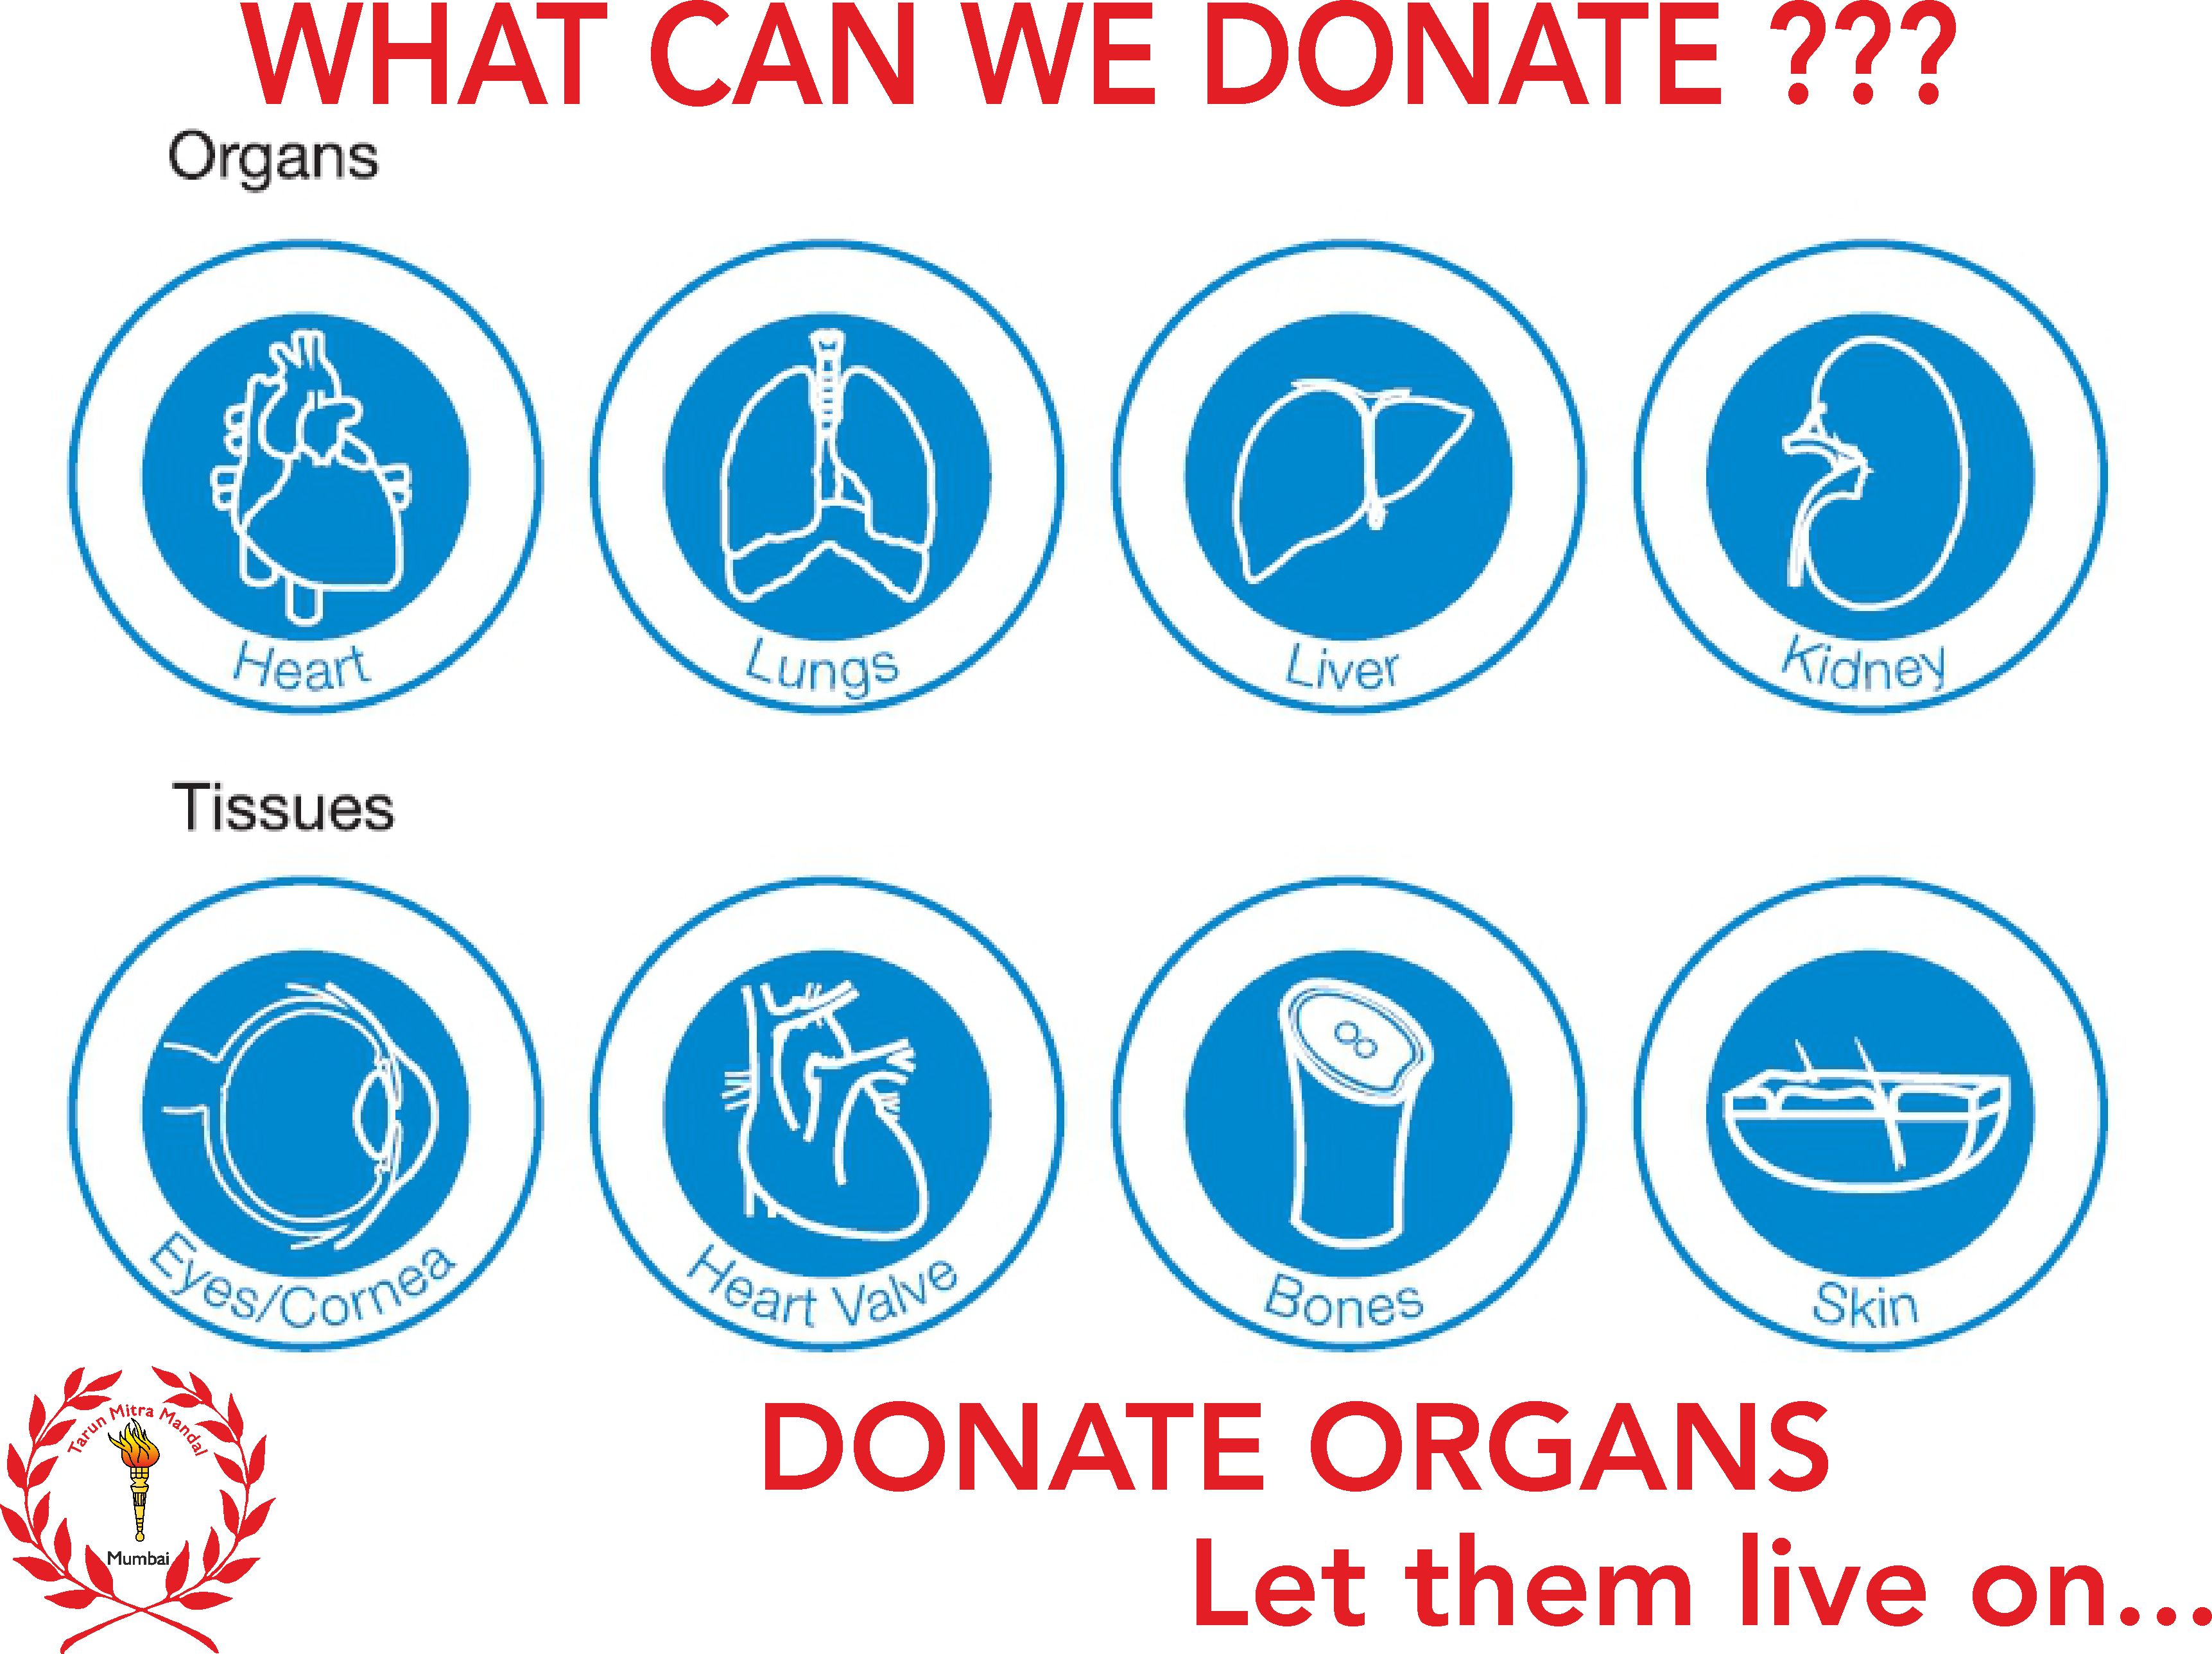 WHAT CAN WE DONATE ???
Organs
Heart
Lungs
Liver
Kidney
Tissues
Eyes/Cornea
Heart Valve
Bones
Skin
Tarun Mitra Mandal
Mumbai
DONATE ORGANS
Let them live on...